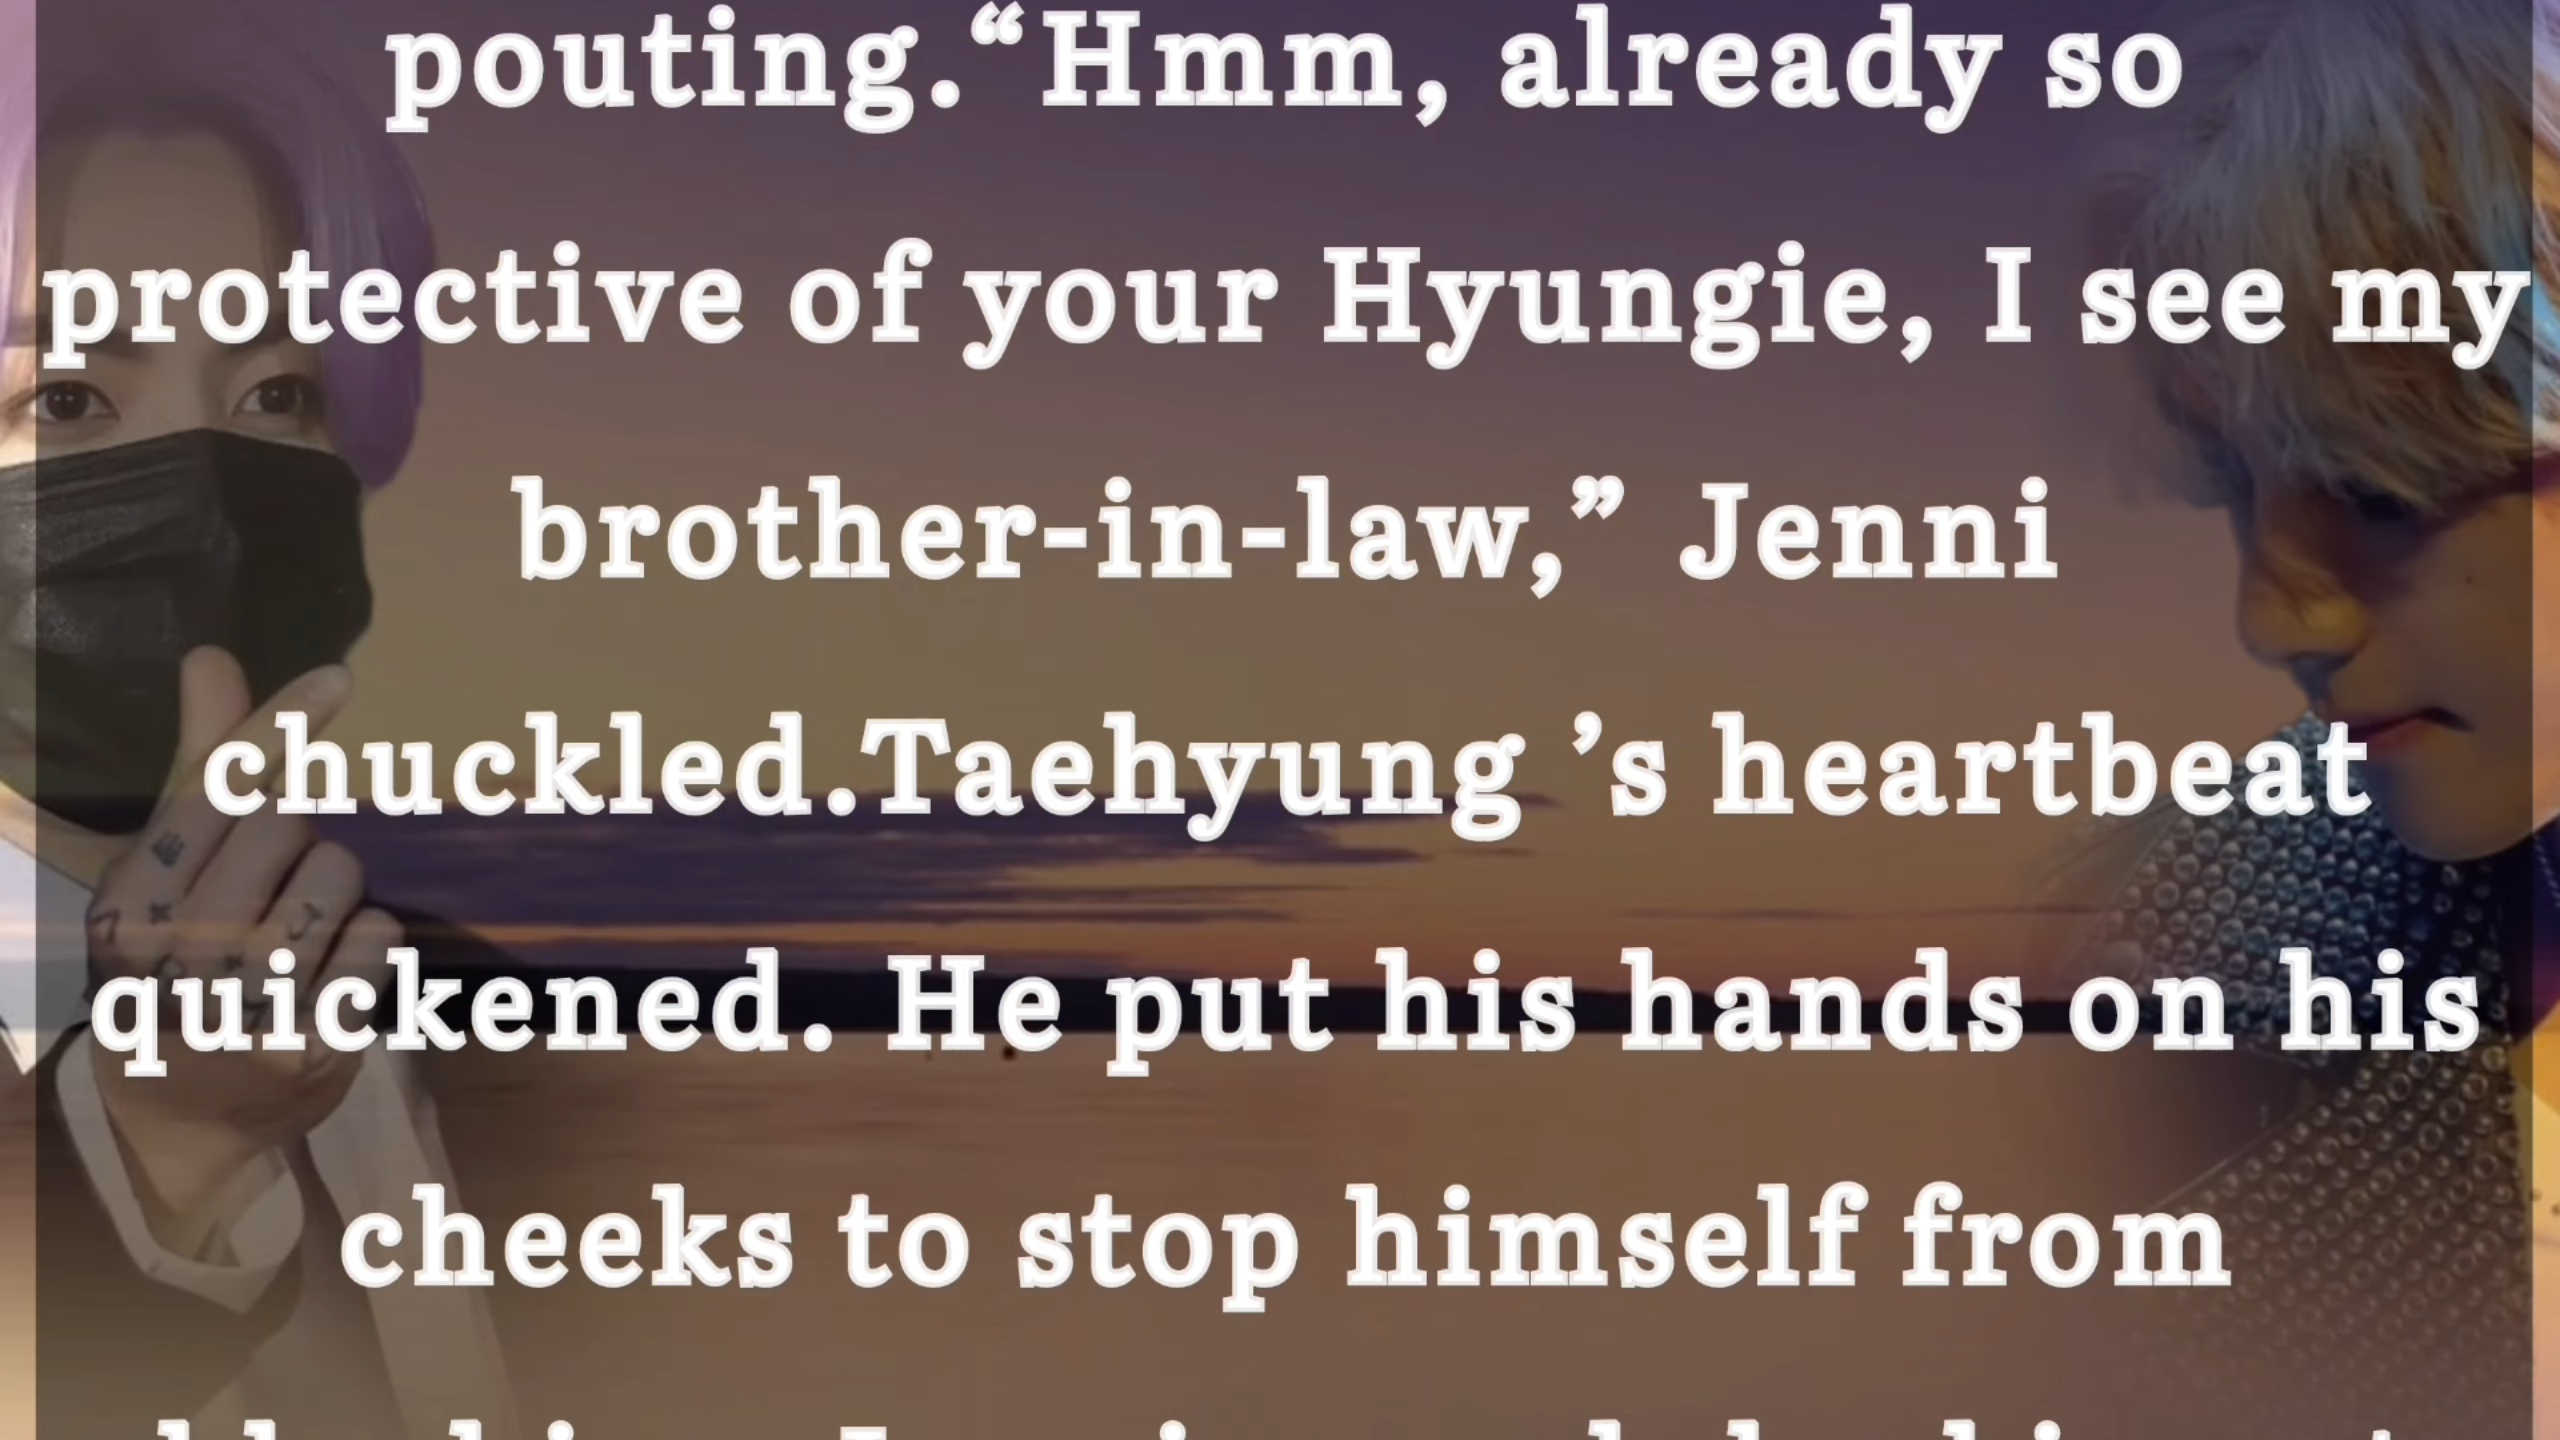 pouting.“Hmm, already so
protective of your Hyungie, I see my
brother-in-law,” Jenni
chuckled.Taehyung ’s heartbeat
quickened. He put his hands on his
cheeks to stop himself from